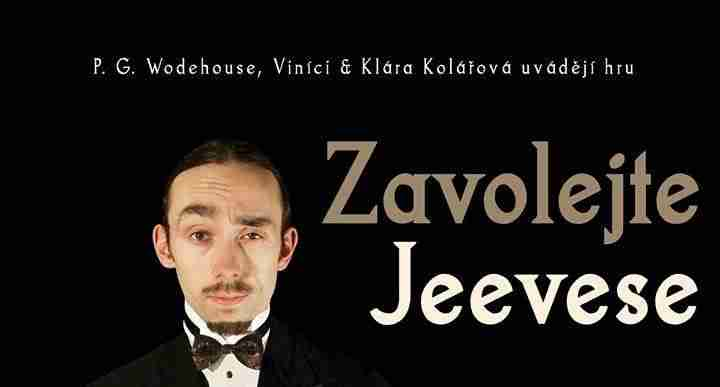 P. G. Wodehouse, Viníci & Klára Kolářová uvádějí hru
Zavolejte
Jeevese